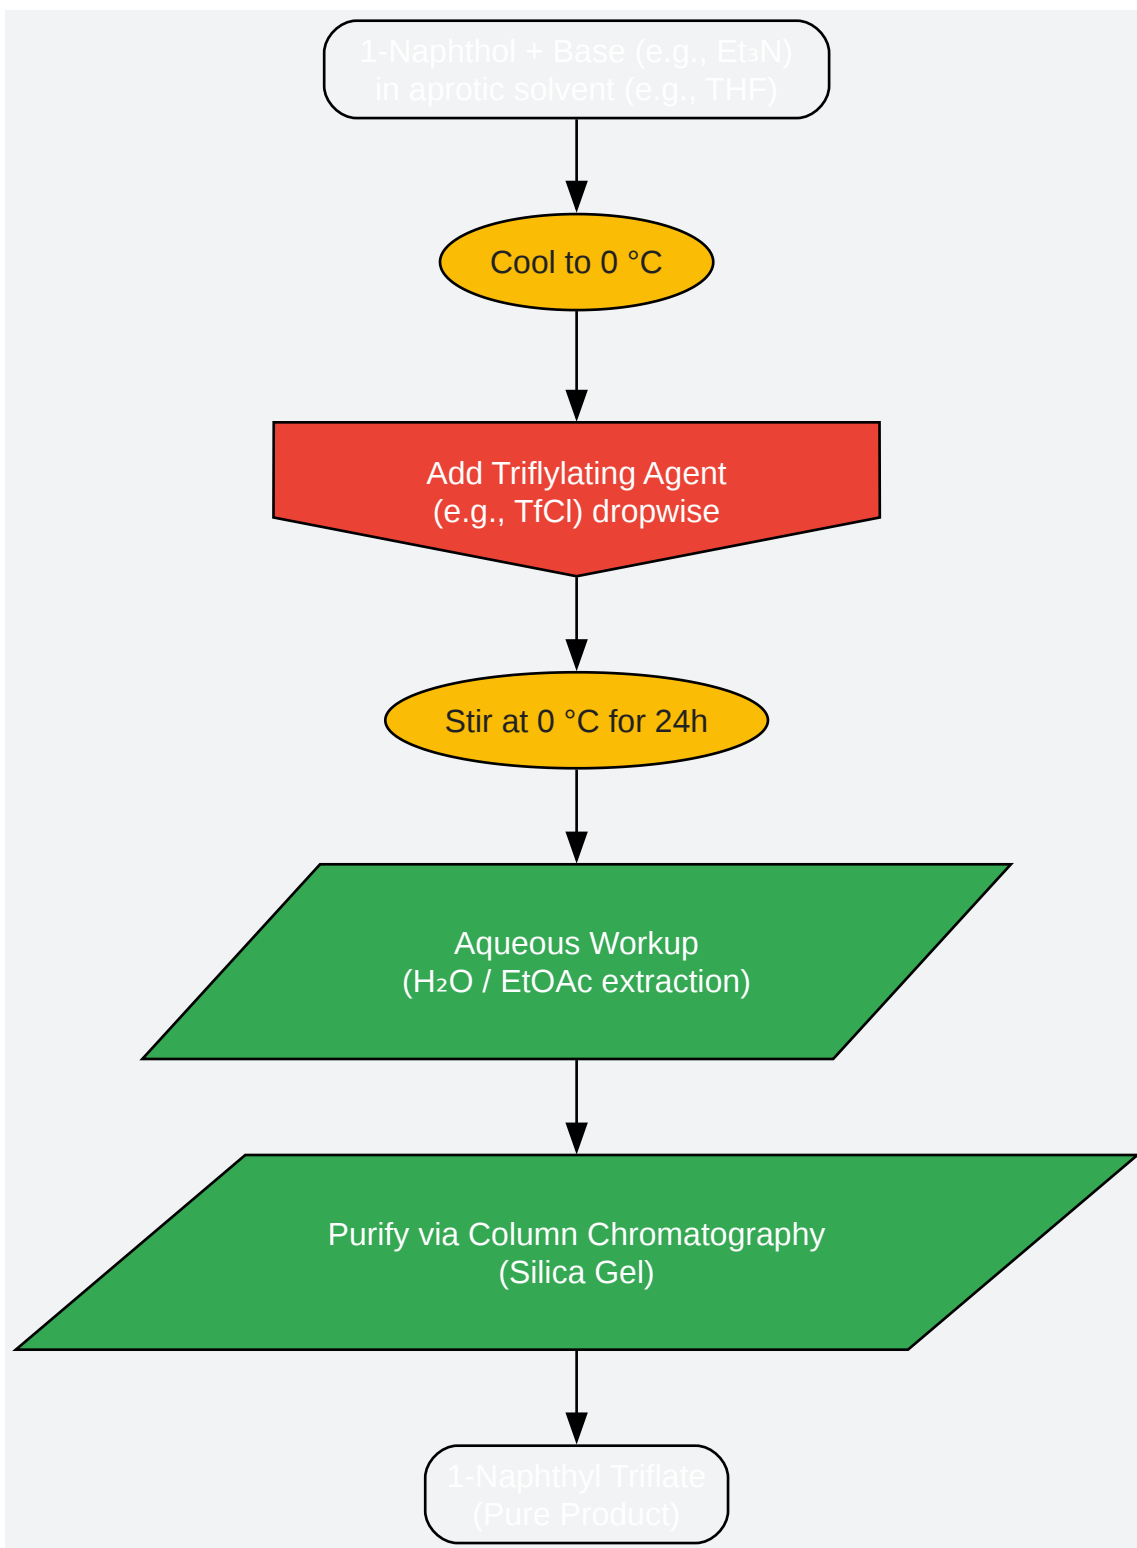 1-Naphthol + Base (e.g., Et₃N)
in aprotic solvent (e.g., THF)
Cool to 0 °C
Add Triflylating Agent
(e.g., TfCl) dropwise
Stir at 0 °C for 24h
Aqueous Workup
(H₂O / EtOAc extraction)
Purify via Column Chromatography
(Silica Gel)
1-Naphthyl Triflate
(Pure Product)